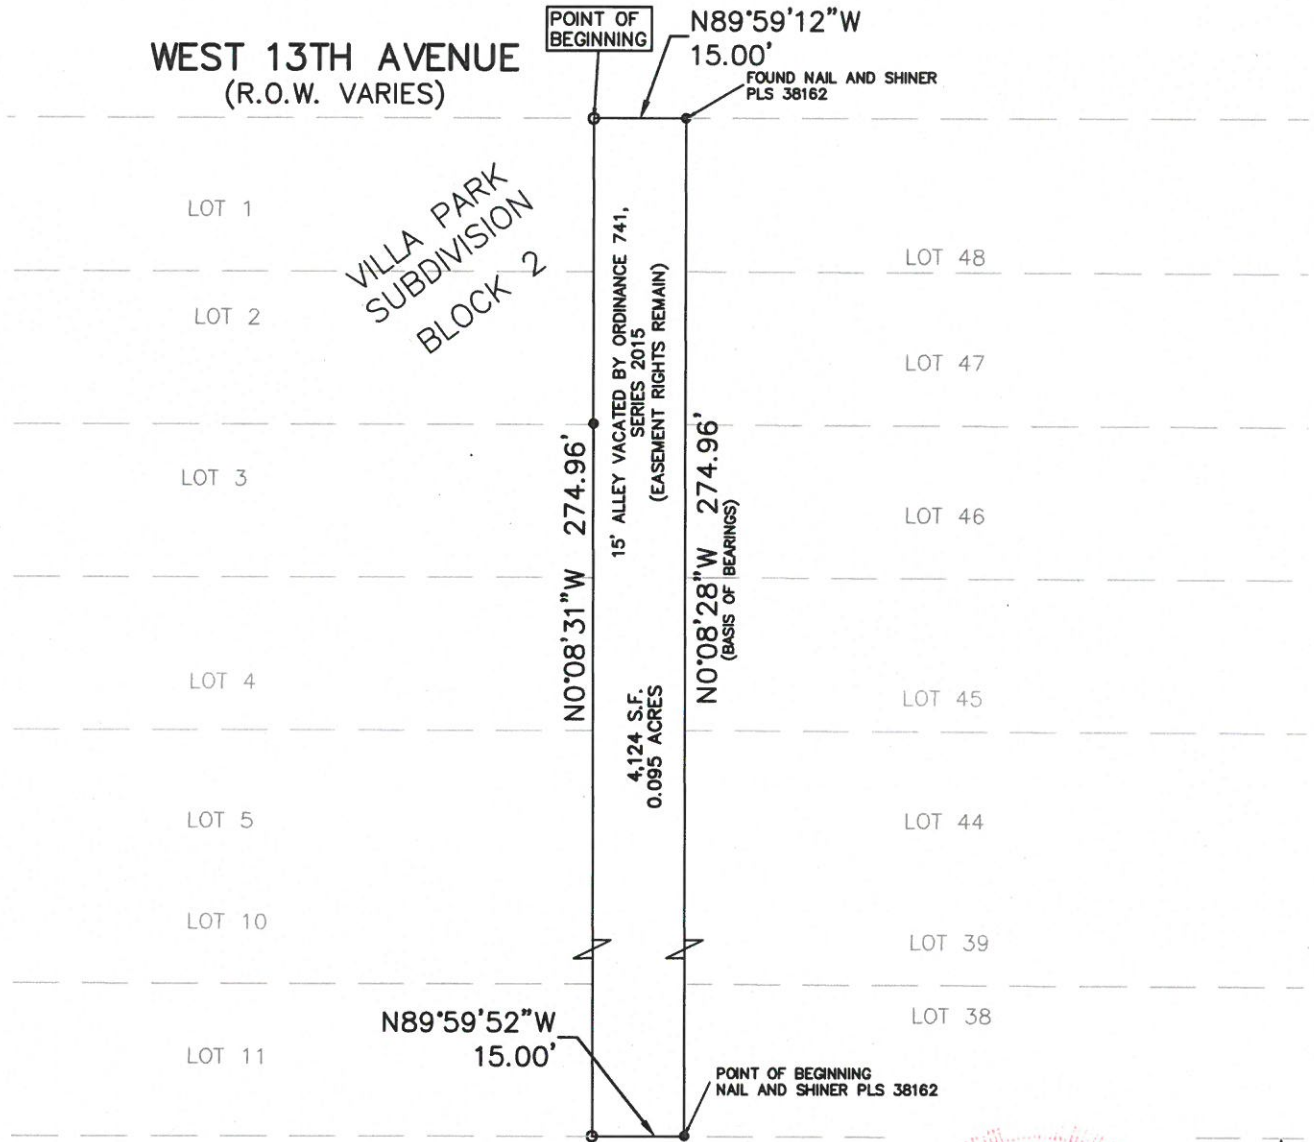 POINT OF
BEGINNING
N89°59'12"W
15.00'
WEST 13TH AVENUE
(R.O.W. VARIES)
FOUND NAIL AND SHINER
PLS 38162
LOT 1
VILLA PARK
SUBDIVISION
BLOCK 2
LOT 48
LOT 2
LOT 47
15' ALLEY VACATED BY ORDINANCE 741,
SERIES 2015
(EASEMENT RIGHTS REMAIN)
LOT 3
LOT 46
N0°08'31"W 274.96'
N0°08'28"W 274.96'
(BASIS OF BEARINGS)
LOT 4
LOT 45
4,124 S.F.
0.095 ACRES
LOT 5
LOT 44
LOT 10
LOT 39
LOT 38
N89°59'52"W
15.00'
LOT 11
POINT OF BEGINNING
NAIL AND SHINER PLS 38162